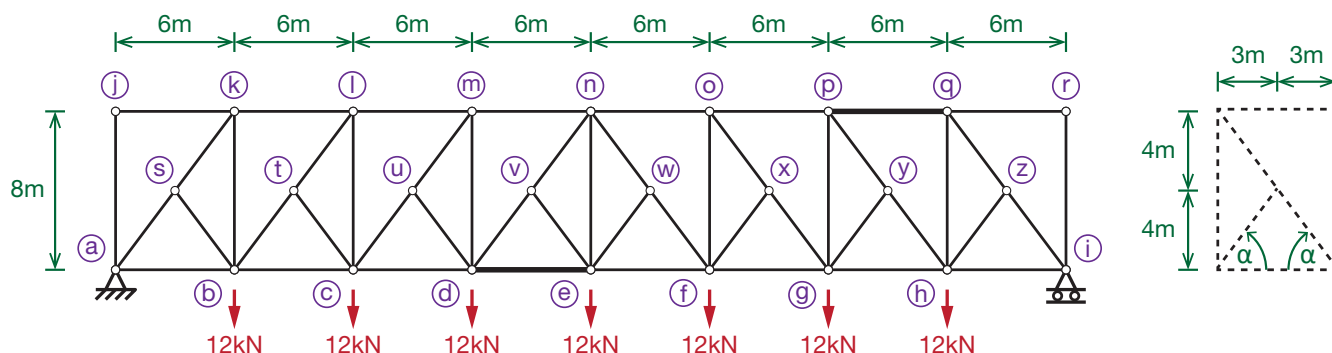 6m 6m 6m 6m 6m 6m 6m 6m
3m 3m
j k l m n o p q r
8m
s t u v w x y z
4m
4m
a
i
α α
b c d e f g h
12kN 12kN 12kN 12kN 12kN 12kN 12kN